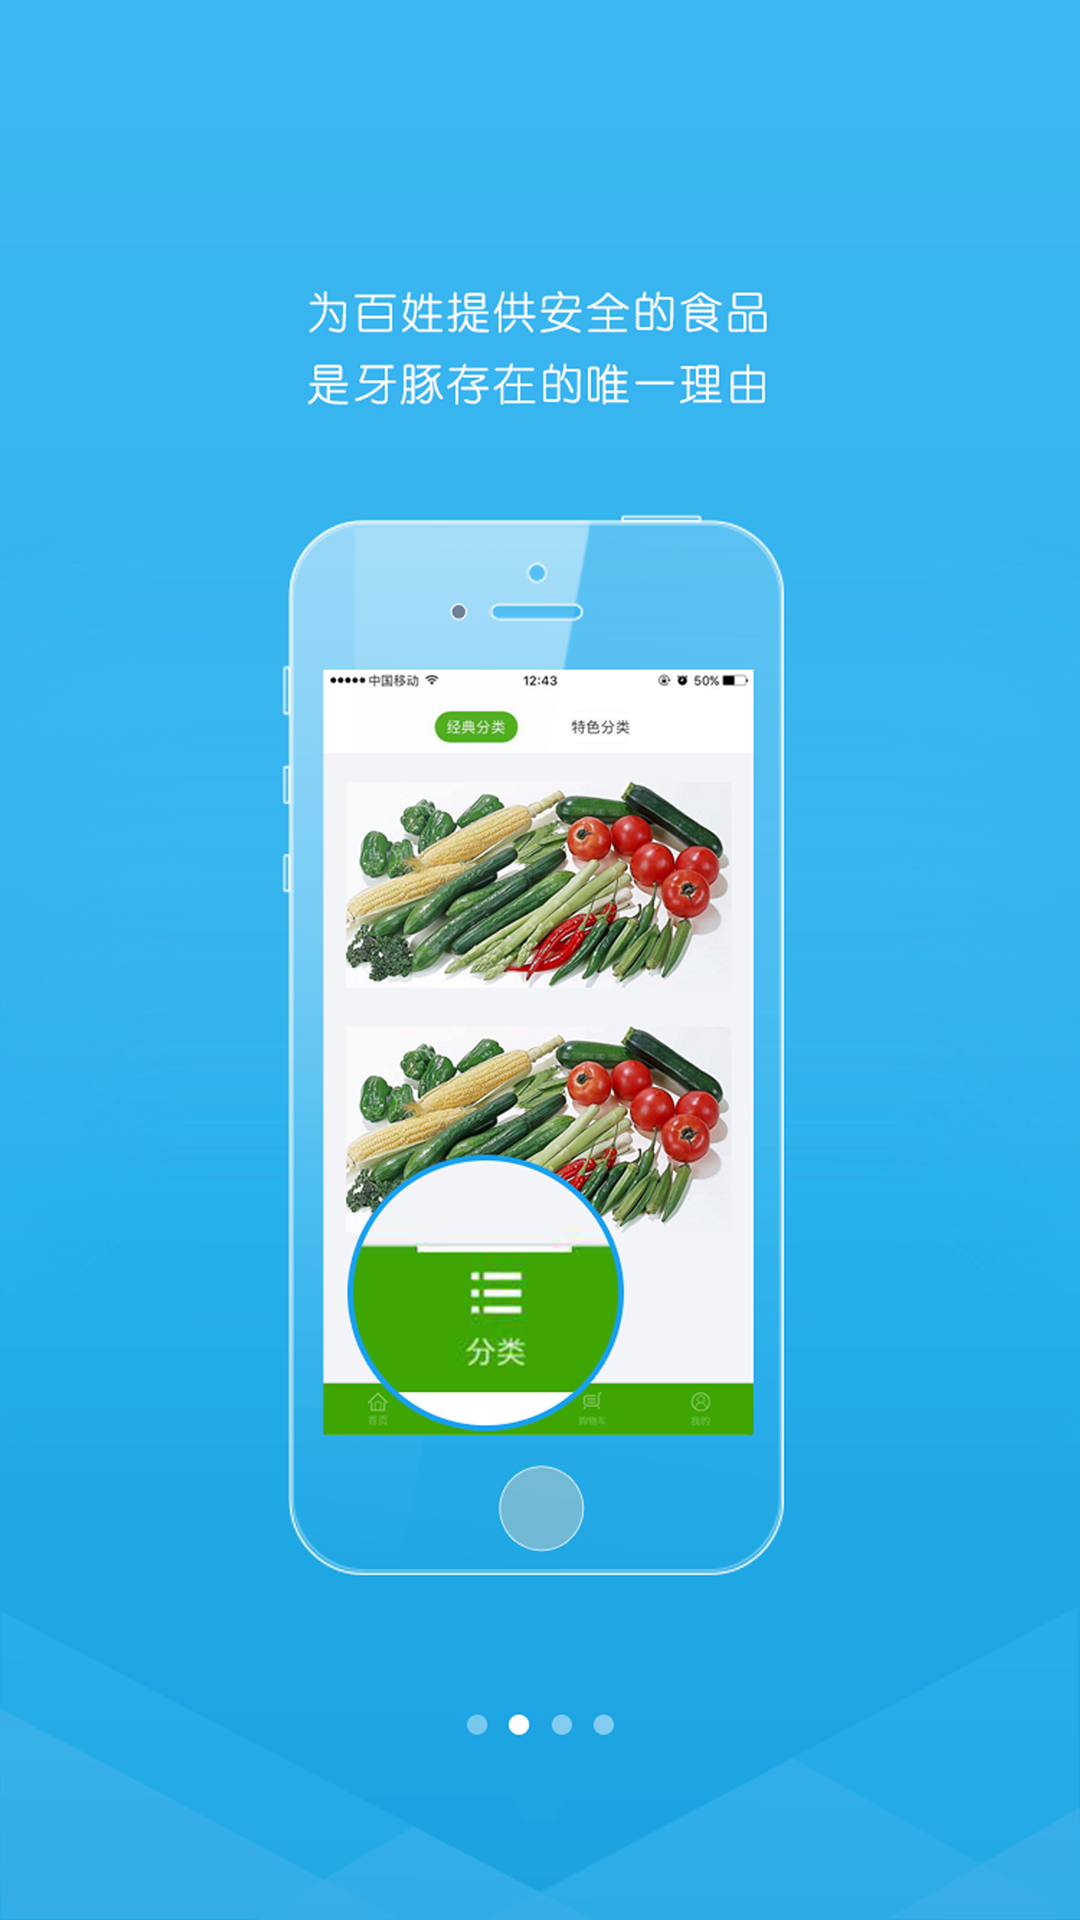 为百姓提供安全的食品
是牙豚存在的唯一理由
中国移动 12:43 50%
经典分类 特色分类
分类
首页 购物车 我的